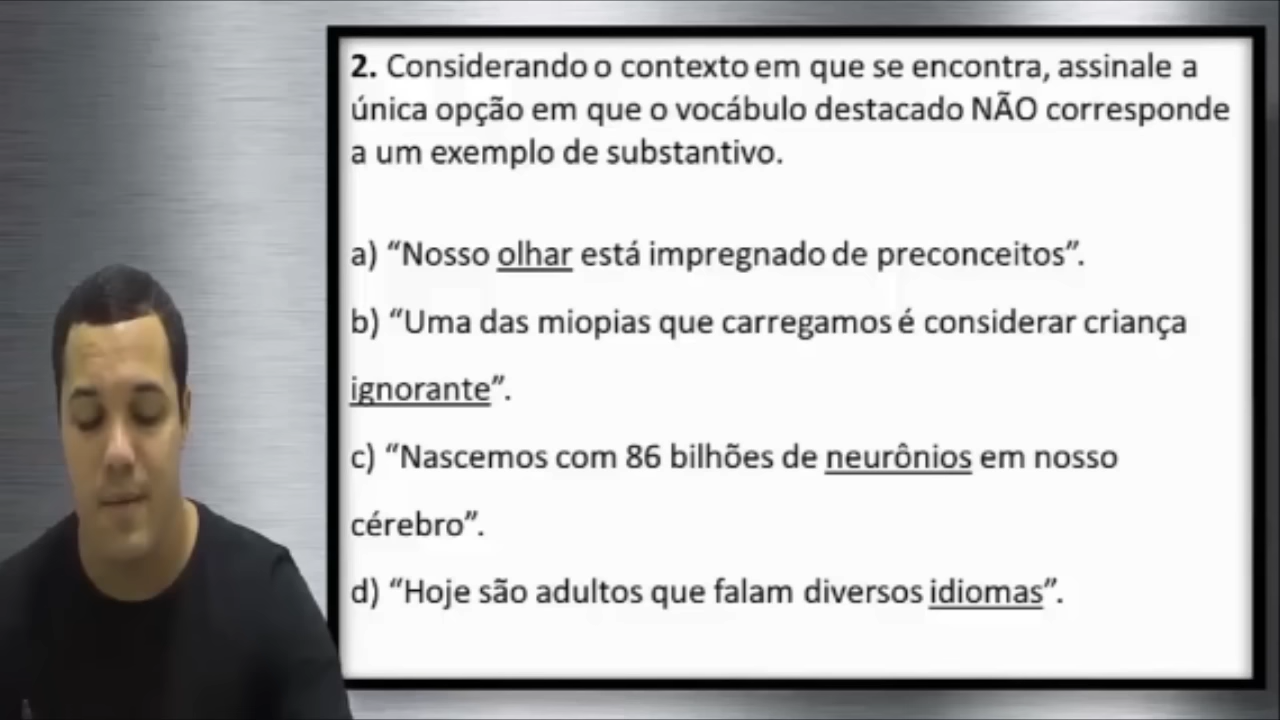 2. Considerando o contexto em que se encontra, assinale a
única opção em que o vocábulo destacado NÃO corresponde
a um exemplo de substantivo.
a) “Nosso olhar está impregnado de preconceitos”.
b) “Uma das miopias que carregamos é considerar criança
ignorante”.
c) “Nascemos com 86 bilhões de neurônios em nosso
cérebro”.
d) “Hoje são adultos que falam diversos idiomas”.